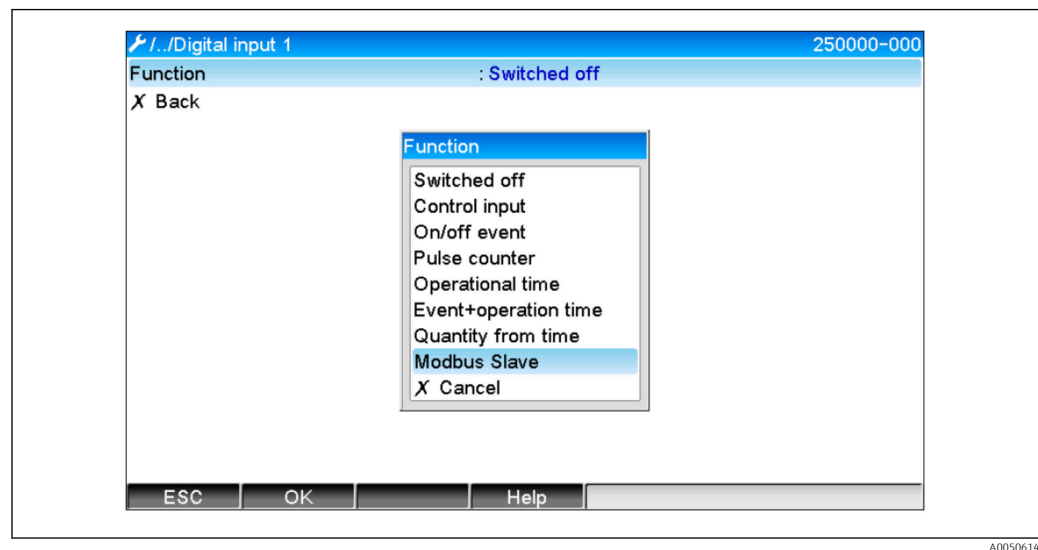 /../Digital input 1 250000-000
Function : Switched off
X Back
Function
Switched off
Control input
On/off event
Pulse counter
Operational time
Event+operation time
Quantity from time
Modbus Slave
X Cancel
ESC OK Help
A0050614